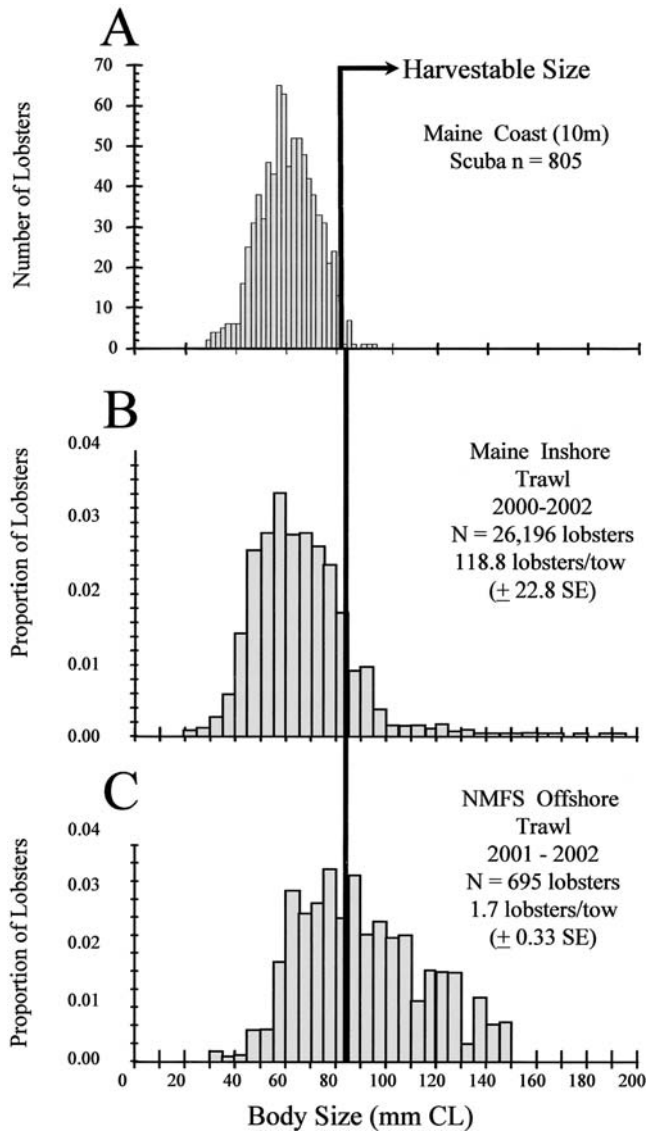 A
Harvestable Size
Maine Coast (10m)
Scuba n = 805
Number of Lobsters
70
60
50
40
30
20
10
0
B
Maine Inshore
Trawl
2000-2002
N = 26,196 lobsters
118.8 lobsters/tow
(± 22.8 SE)
Proportion of Lobsters
0.04
0.03
0.02
0.01
0.00
C
NMFS Offshore
Trawl
2001 - 2002
N = 695 lobsters
1.7 lobsters/tow
(± 0.33 SE)
Proportion of Lobsters
0.04
0.03
0.02
0.01
0.00
0 20 40 60 80 100 120 140 160 200
Body Size (mm CL)